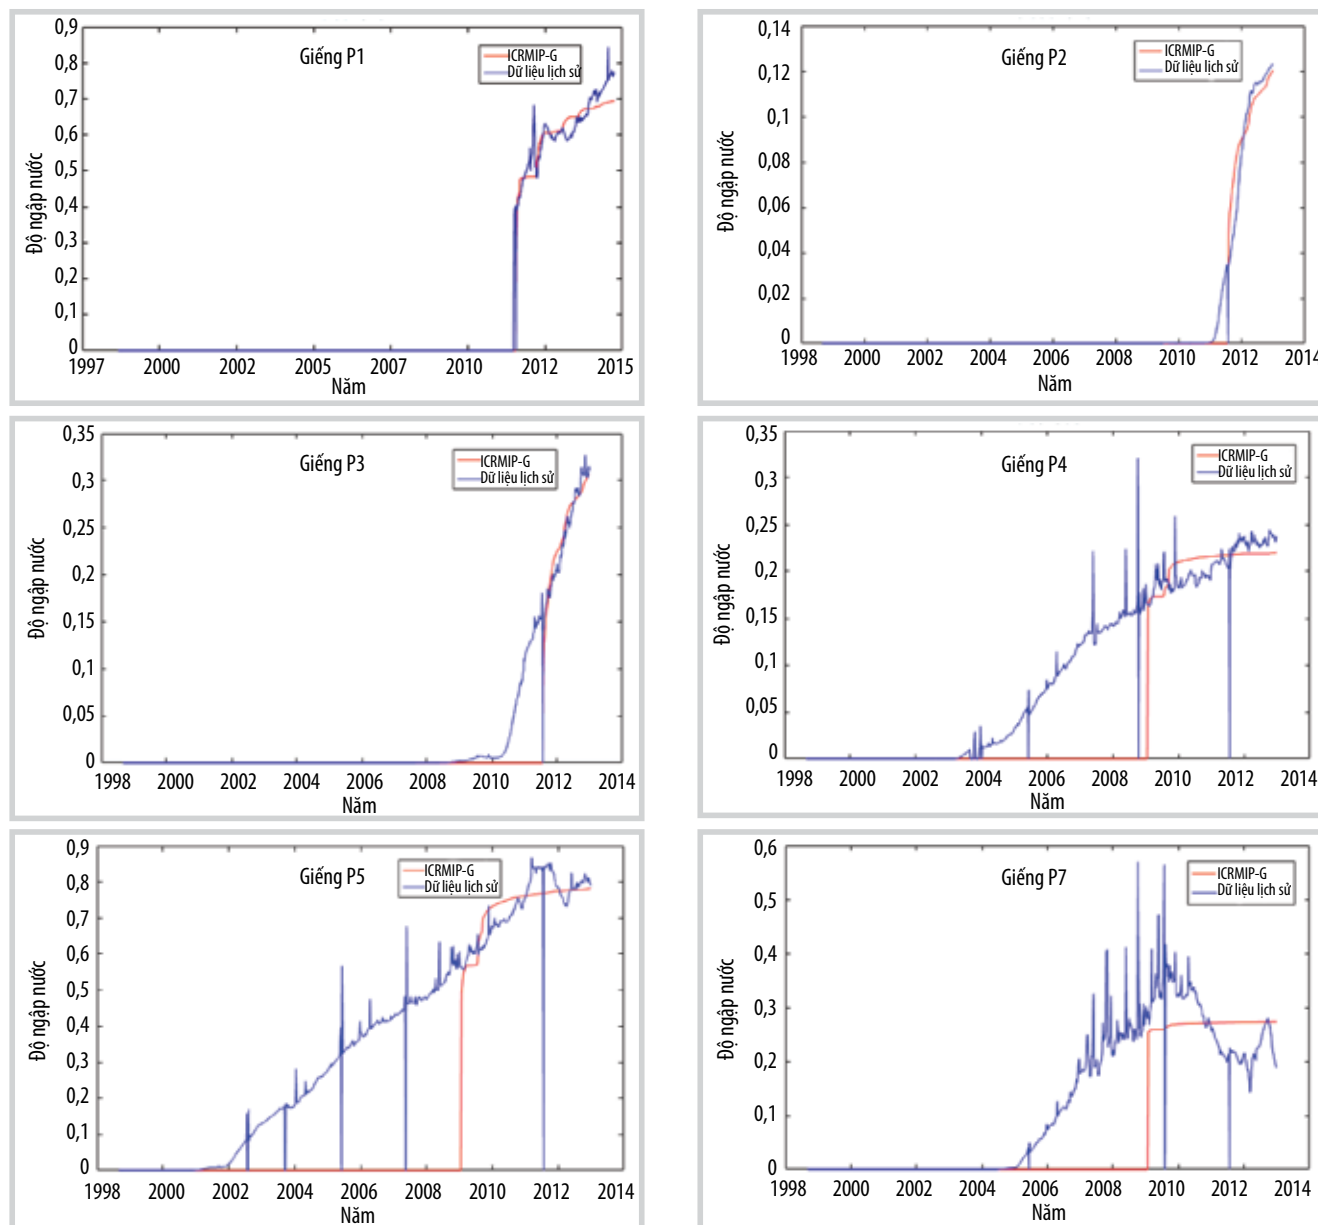 Giếng P1
ICRMIP-G
Dữ liệu lịch sử
Độ ngập nước
0,9
0,8
0,7
0,6
0,5
0,4
0,3
0,2
0,1
0
1997 2000 2002 2005 2007 2010 2012 2015
Năm
Giếng P2
ICRMIP-G
Dữ liệu lịch sử
Độ ngập nước
0,14
0,12
0,1
0,08
0,06
0,04
0,02
0
1998 2000 2002 2004 2006 2008 2010 2012 2014
Năm
Giếng P3
ICRMIP-G
Dữ liệu lịch sử
Độ ngập nước
0,35
0,3
0,25
0,2
0,15
0,1
0,05
0
1998 2000 2002 2004 2006 2008 2010 2012 2014
Năm
Giếng P4
ICRMIP-G
Dữ liệu lịch sử
Độ ngập nước
0,35
0,3
0,25
0,2
0,15
0,1
0,05
0
1998 2000 2002 2004 2006 2008 2010 2012 2014
Năm
Giếng P5
ICRMIP-G
Dữ liệu lịch sử
Độ ngập nước
0,9
0,8
0,7
0,6
0,5
0,4
0,3
0,2
0,1
0
1998 2000 2002 2004 2006 2008 2010 2012 2014
Năm
Giếng P7
ICRMIP-G
Dữ liệu lịch sử
Độ ngập nước
0,6
0,5
0,4
0,3
0,2
0,1
0
1998 2000 2002 2004 2006 2008 2010 2012 2014
Năm